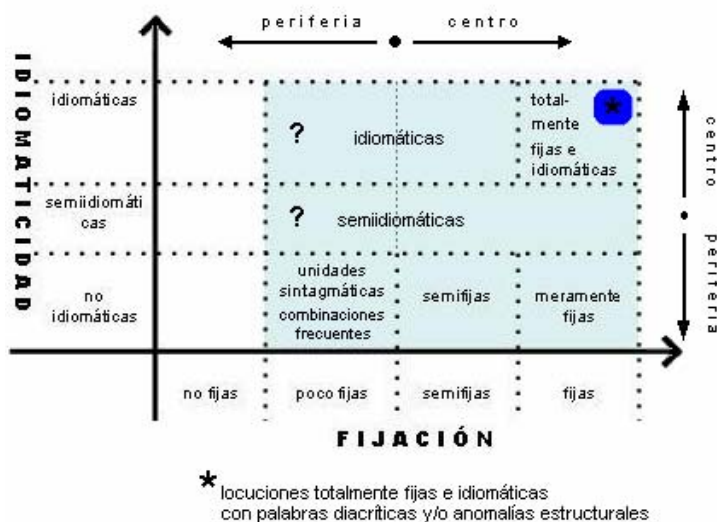 periferia centro
IDIOMATICIDAD
idiomáticas
?
idiomáticas
total-
mente
fijas e
idiomáticas
*
centro
periferia
semiidiomáti
cas
?
semiidiomáticas
no
idiomáticas
unidades
sintagmáticas
combinaciones
frecuentes
semifijas
meramente
fijas
no fijas
poco fijas
semifijas
fijas
FIJACIÓN
* locuciones totalmente fijas e idiomáticas
con palabras diacríticas y/o anomalías estructurales